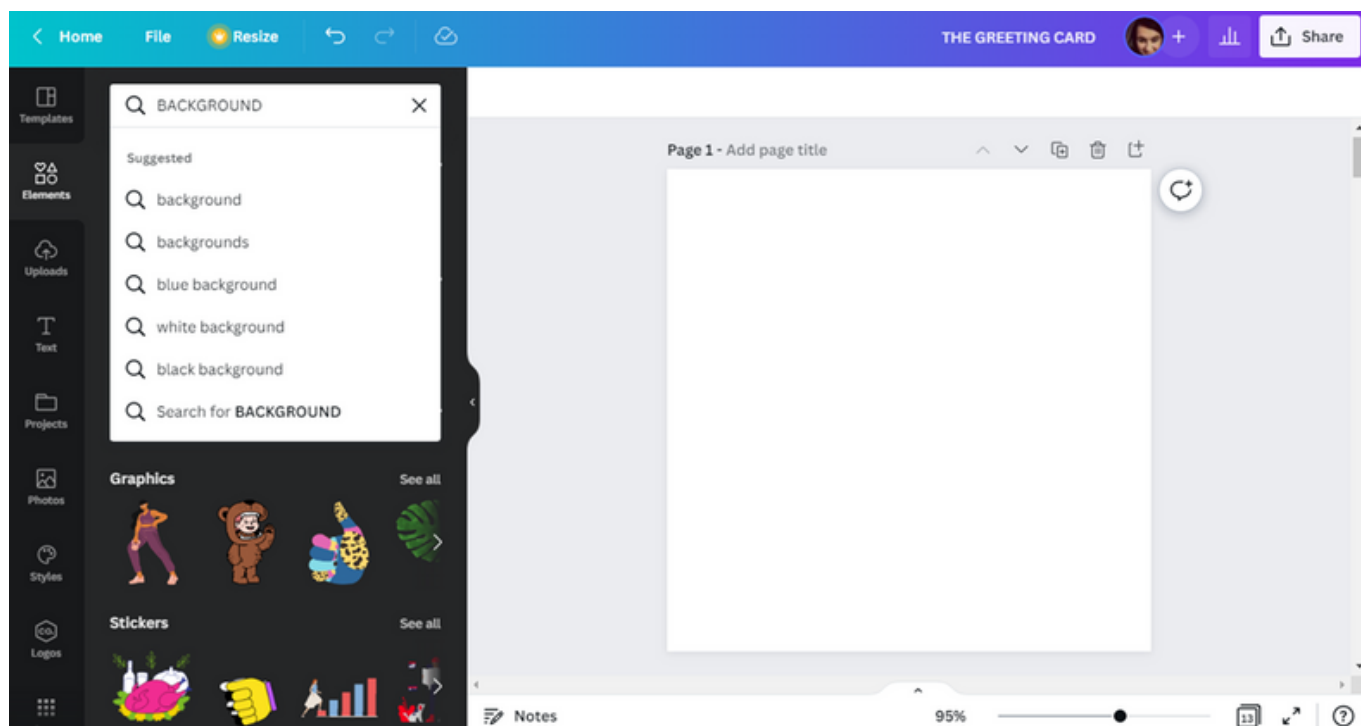 Home File Resize THE GREETING CARD + Share
Templates
Elements
Uploads
Text
Projects
Photos
Styles
CO.
Logos
BACKGROUND
Suggested
background
backgrounds
blue background
white background
black background
Search for BACKGROUND
Graphics See all
Stickers See all
Page 1 - Add page title
Notes 95% 13 ?